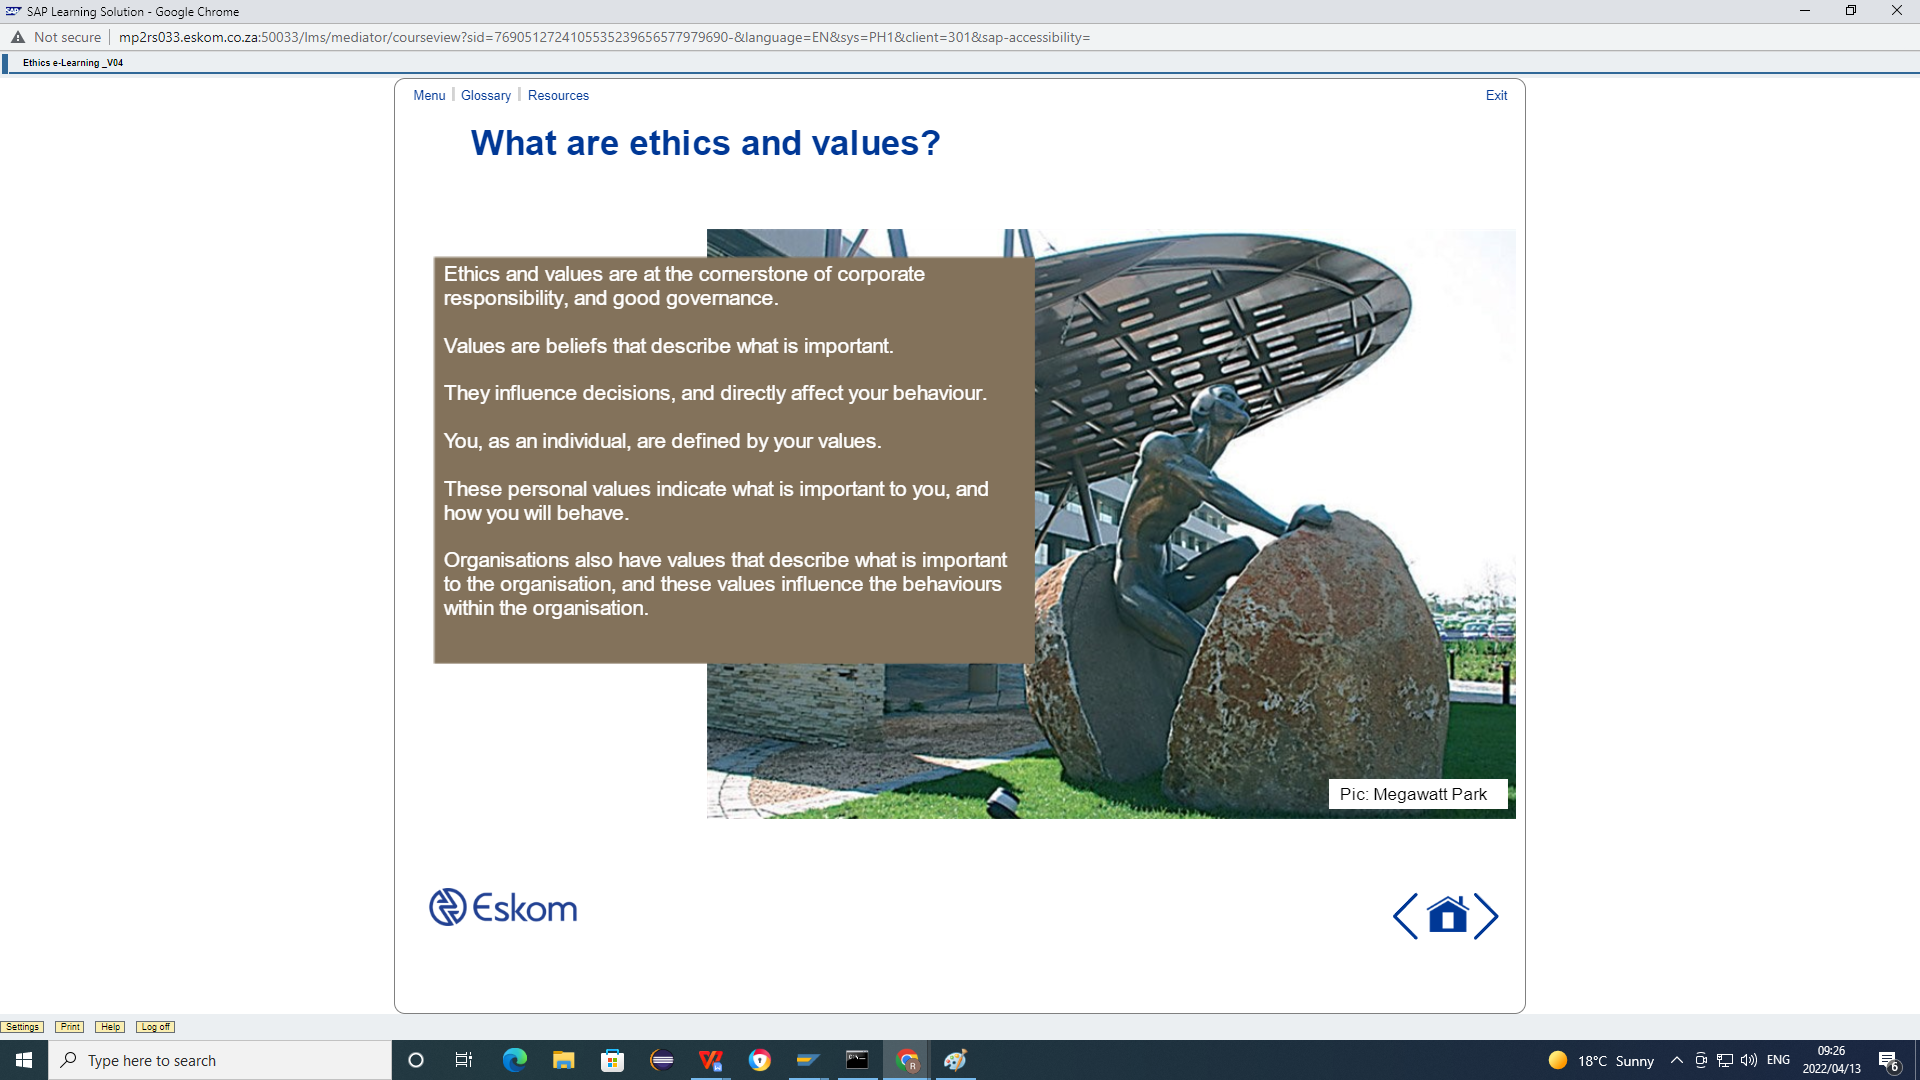 SAP Learning Solution - Google Chrome
Not secure
mp2rs033.eskom.co.za:50033/lms/mediator/courseview?sid=7690512724105535239656577979690-&language=EN&sys=PH1&client=301&sap-accessibility=
Ethics e-Learning _V04
Menu Glossary Resources Exit
What are ethics and values?
Ethics and values are at the cornerstone of corporate
responsibility, and good governance.
Values are beliefs that describe what is important.
They influence decisions, and directly affect your behaviour.
You, as an individual, are defined by your values.
These personal values indicate what is important to you, and
how you will behave.
Organisations also have values that describe what is important
to the organisation, and these values influence the behaviours
within the organisation.
Pic: Megawatt Park
Eskom
Settings Print Help Log off
Type here to search
18°C Sunny
ENG
09:26
2022/04/13
6